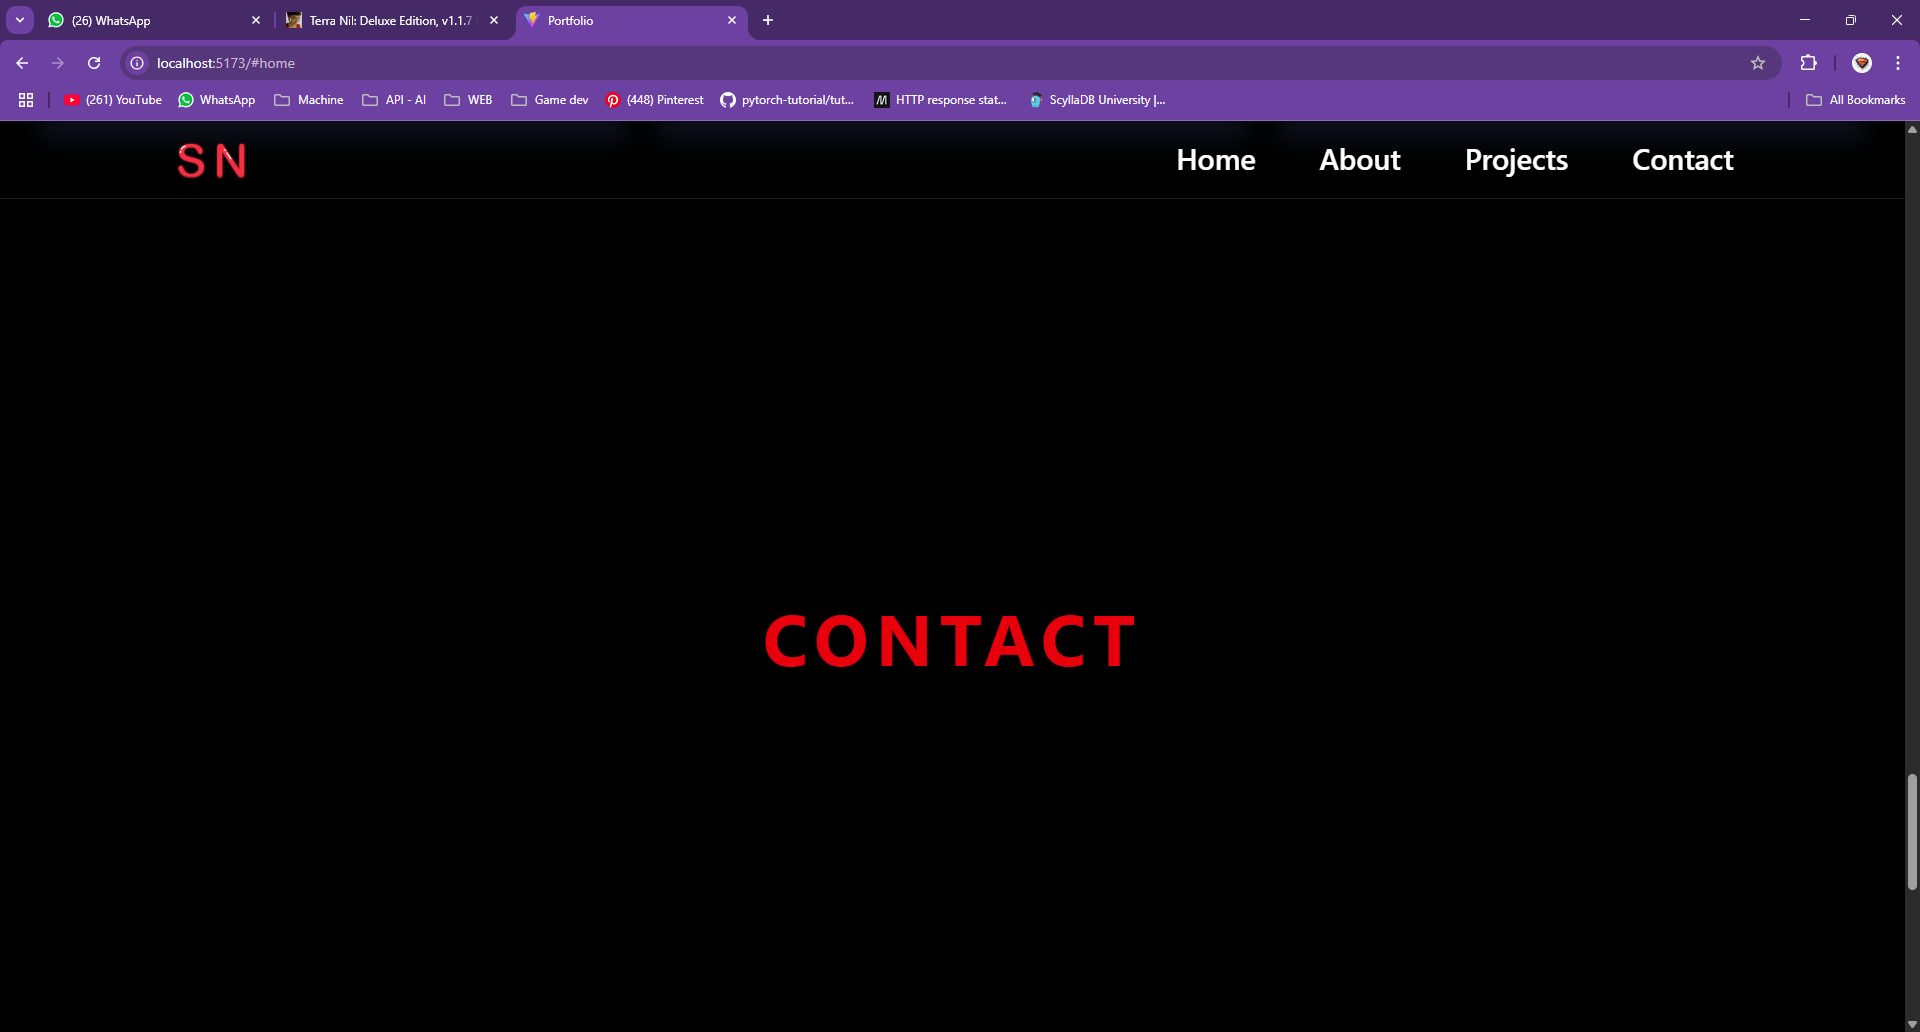 (26) WhatsApp
Terra Nil: Deluxe Edition, v1.1.7
Portfolio
localhost:5173/#home
(261) YouTube
WhatsApp
Machine
API - AI
WEB
Game dev
(448) Pinterest
pytorch-tutorial/tut...
HTTP response stat...
ScyllaDB University |...
All Bookmarks
S N
Home
About
Projects
Contact
CONTACT